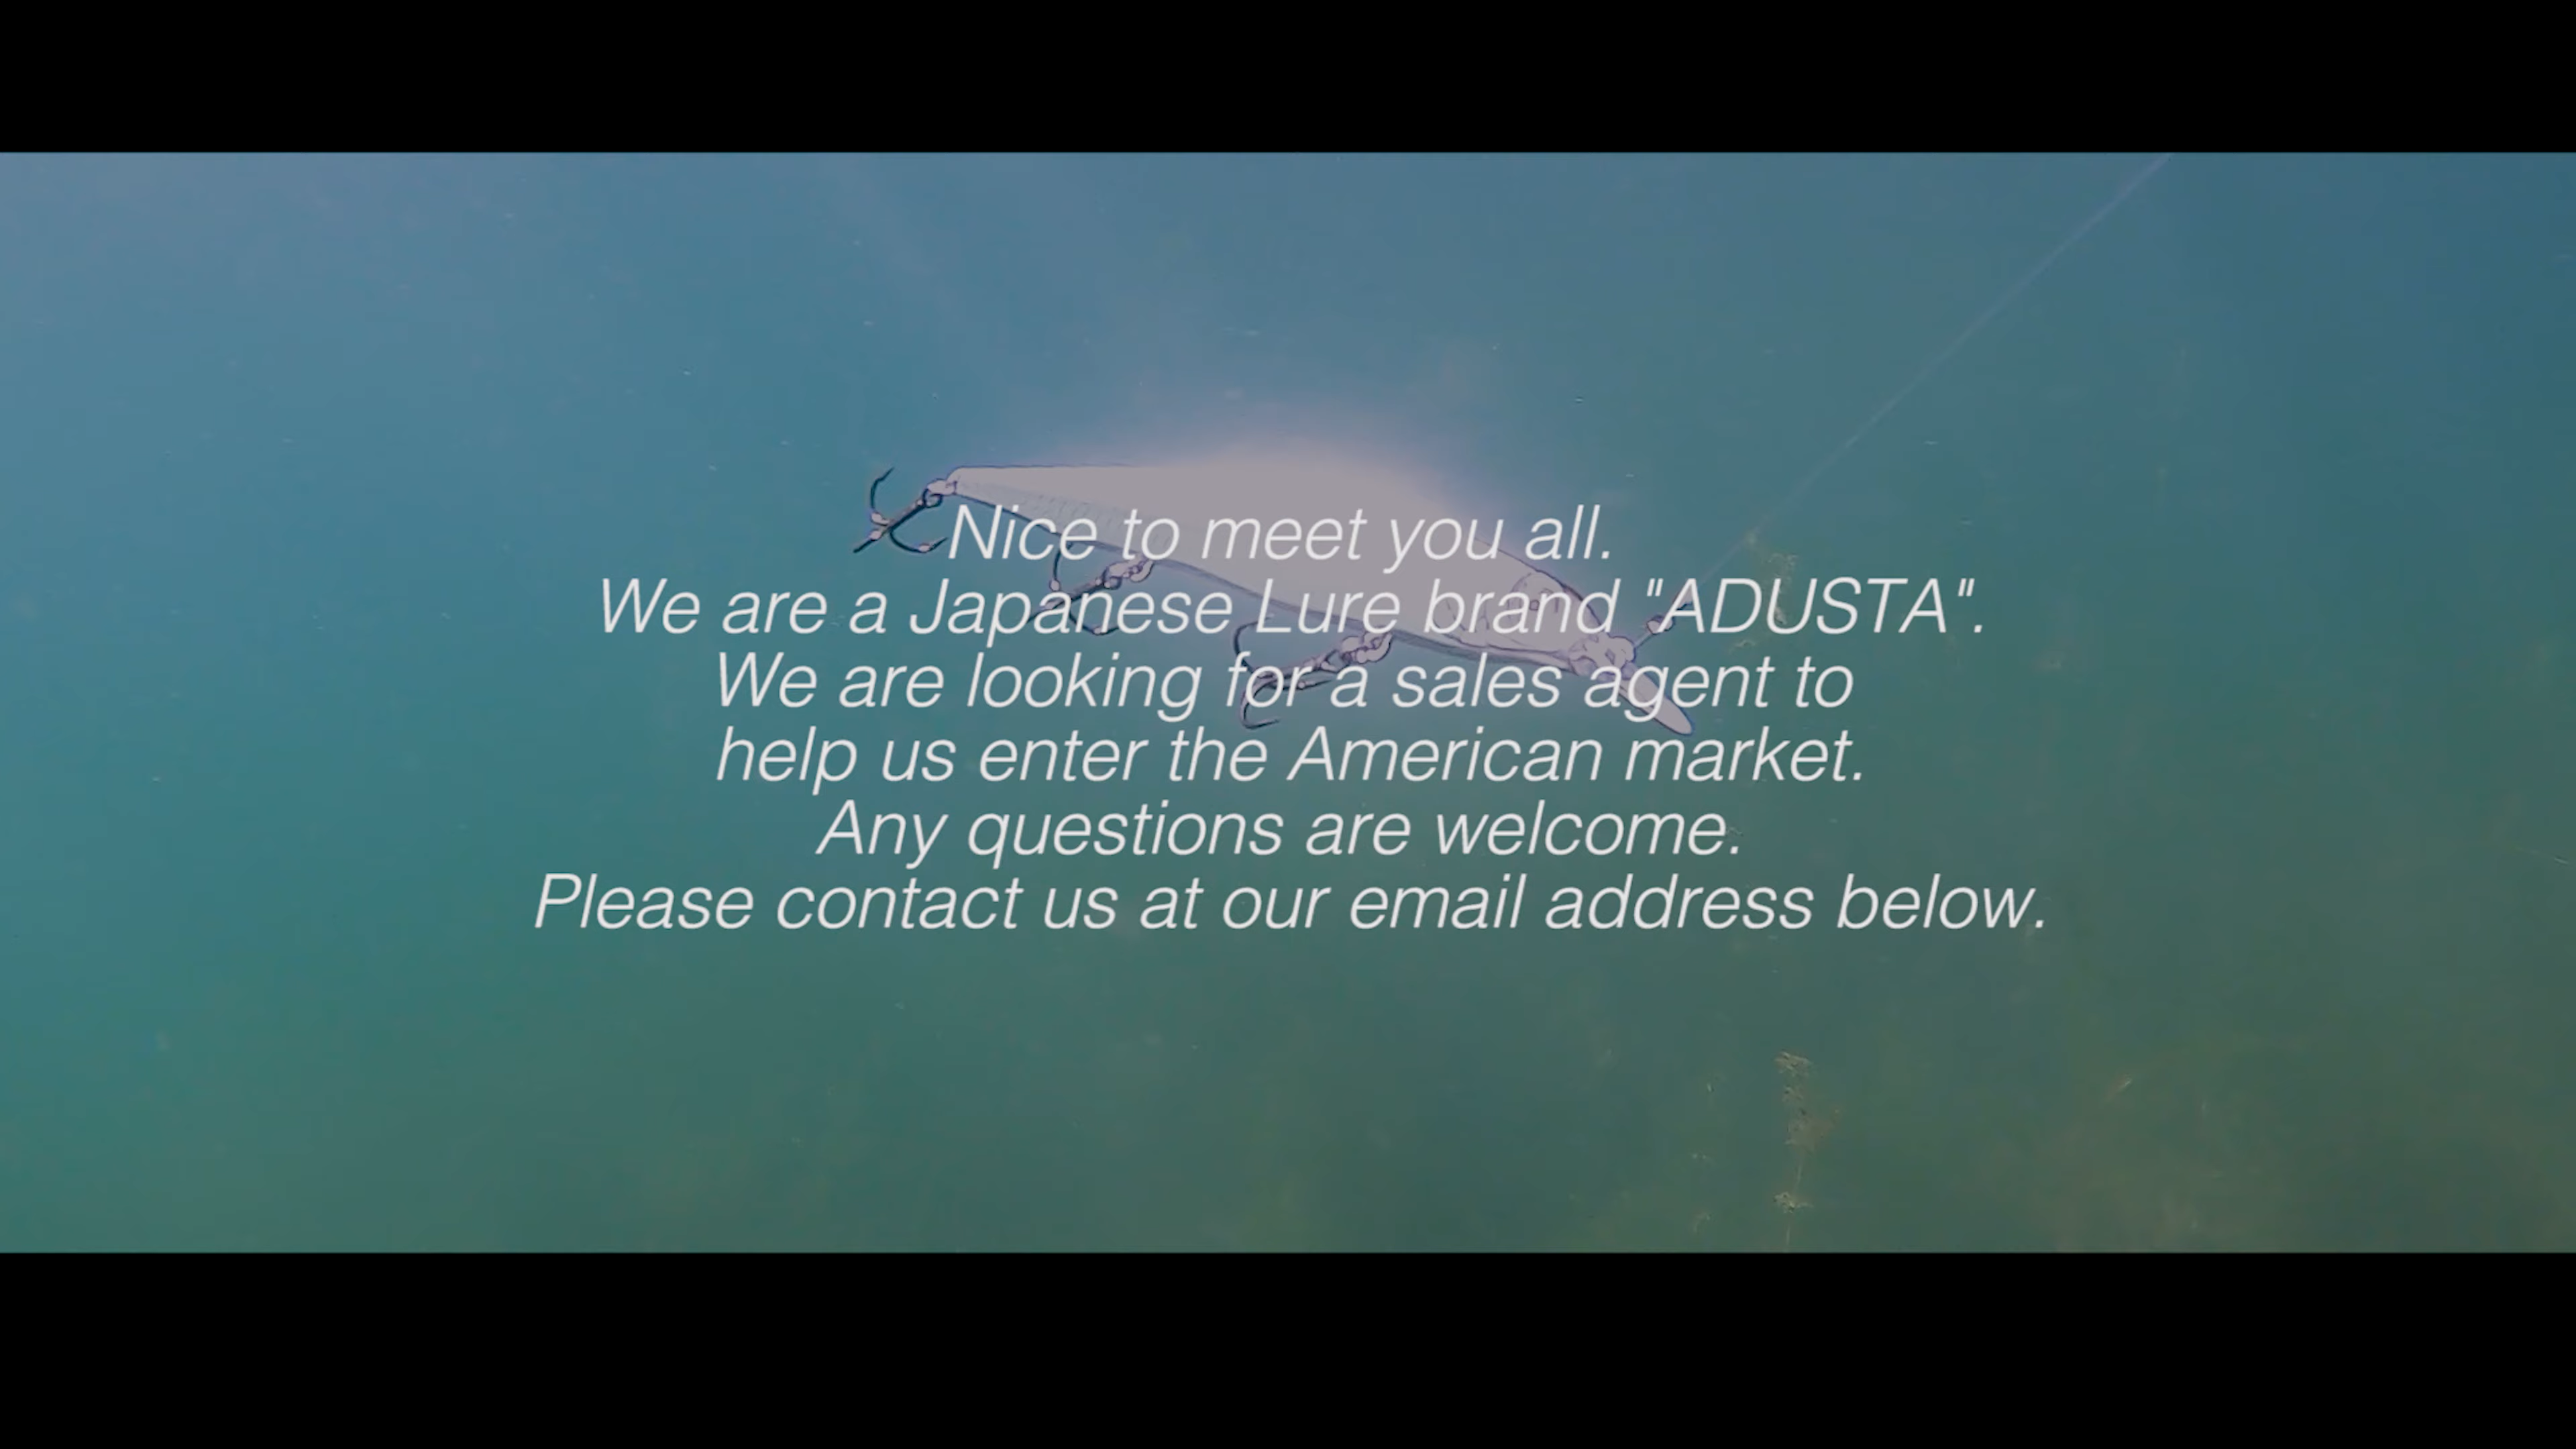 Nice to meet you all.
We are a Japanese Lure brand "ADUSTA".
We are looking for a sales agent to
help us enter the American market.
Any questions are welcome.
Please contact us at our email address below.